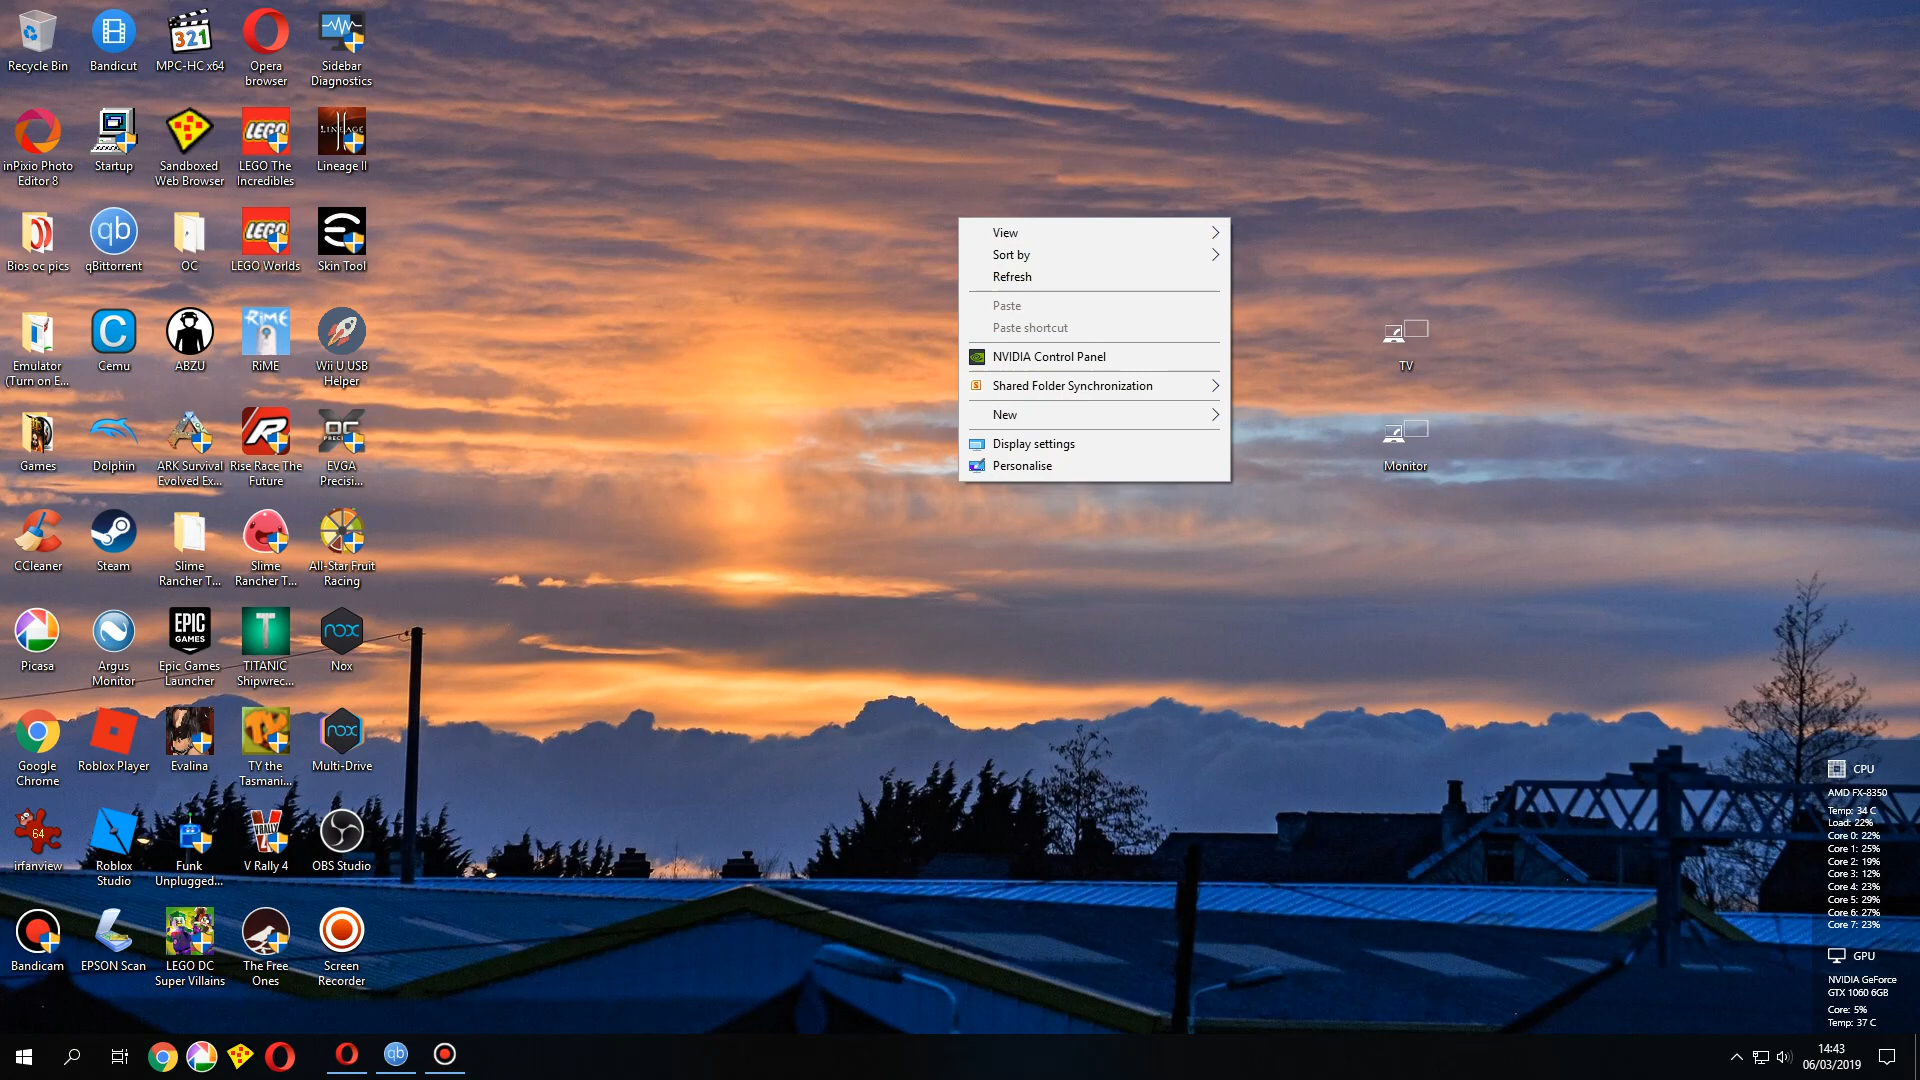 Recycle Bin
Bandicut
MPC-HC x64
Opera
browser
Sidebar
Diagnostics
inPixio Photo
Editor 8
Startup
Sandboxed
Web Browser
LEGO The
Incredibles
Lineage II
Bios oc pics
qBittorrent
OC
LEGO Worlds
Skin Tool
Emulator
(Turn on E...
Cemu
ABZU
RiME
Wii U USB
Helper
Games
Dolphin
ARK Survival
Evolved Ex...
Rise Race The
Future
EVGA
Precisi...
CCleaner
Steam
Slime
Rancher T...
Slime
Rancher T...
All-Star Fruit
Racing
Picasa
Argus
Monitor
Epic Games
Launcher
TITANIC
Shipwrec...
Nox
Google
Chrome
Roblox Player
Evalina
TY the
Tasmani...
Multi-Drive
irfanview
Roblox
Studio
Funk
Unplugged...
V Rally 4
OBS Studio
Bandicam
EPSON Scan
LEGO DC
Super Villains
The Free
Ones
Screen
Recorder
View
Sort by
Refresh
Paste
Paste shortcut
NVIDIA Control Panel
Shared Folder Synchronization
New
Display settings
Personalise
TV
Monitor
CPU
AMD FX-8350
Temp: 34 C
Load: 22%
Core 0: 22%
Core 1: 25%
Core 2: 19%
Core 3: 12%
Core 4: 23%
Core 5: 29%
Core 6: 27%
Core 7: 23%
GPU
NVIDIA GeForce
GTX 1060 6GB
Core: 5%
Temp: 37 C
14:43
06/03/2019